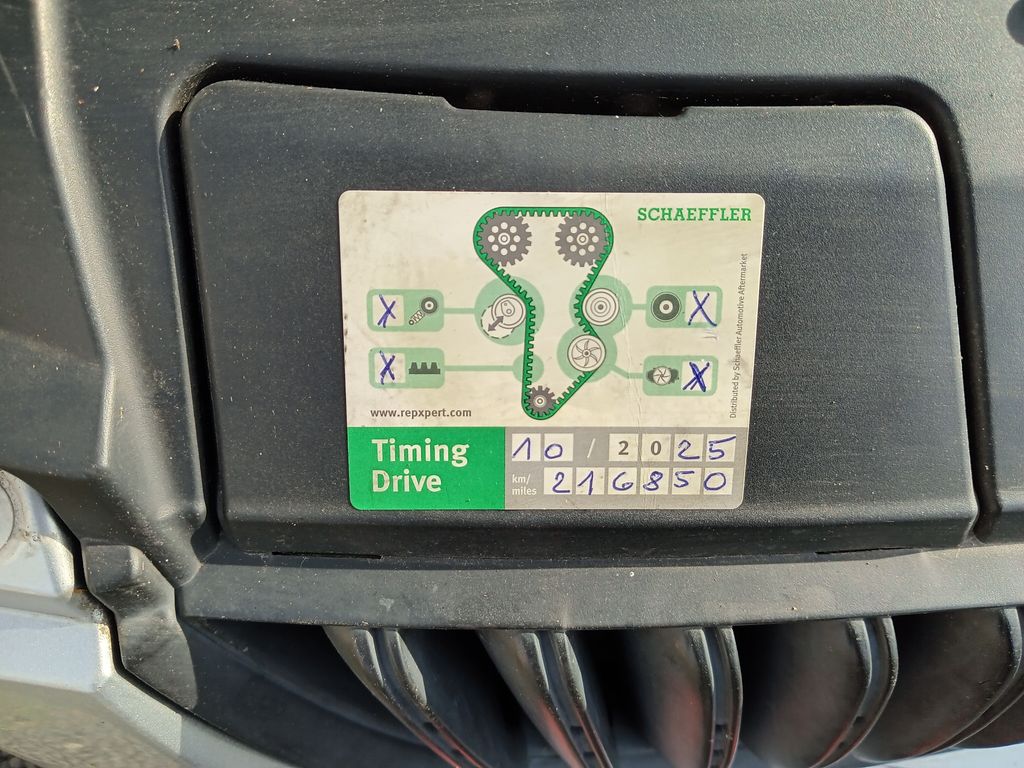 SCHAEFFLER
X
X
X
X
Distributed by Schaeffler Automotive Aftermarket
www.repxpert.com
Timing
Drive
10 / 2025
km/
miles
216850